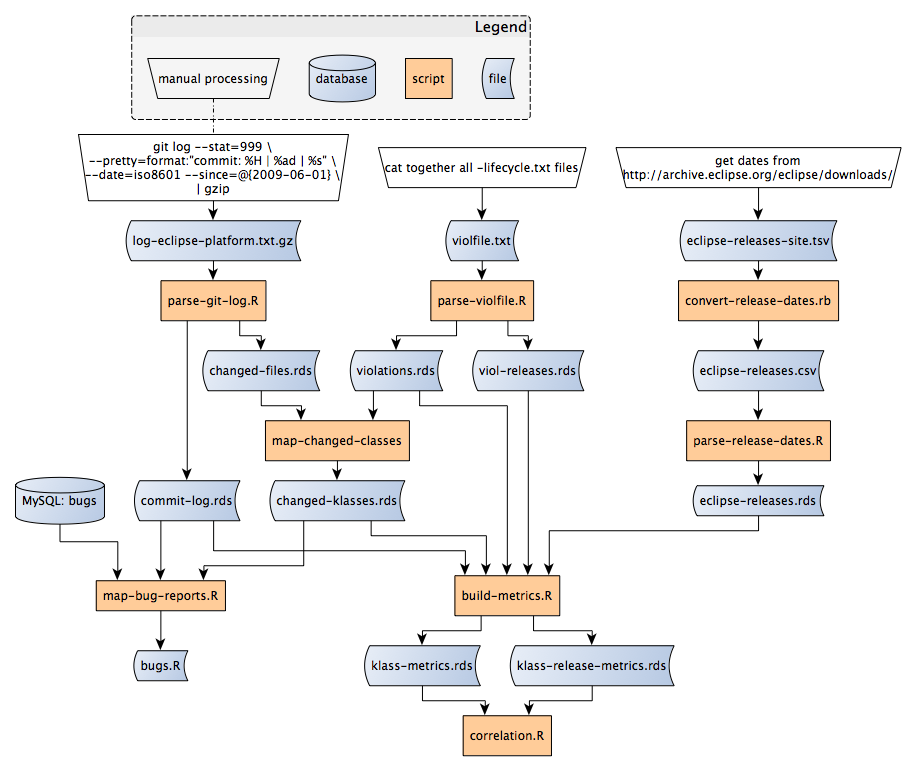 Legend
manual processing
database
script
file
git log --stat=999 \
--pretty=format:"commit: %H | %ad | %s" \
--date=iso8601 --since=@{2009-06-01} \
| gzip
cat together all -lifecycle.txt files
get dates from
http://archive.eclipse.org/eclipse/downloads/
log-eclipse-platform.txt.gz
violfile.txt
eclipse-releases-site.tsv
parse-git-log.R
parse-violfile.R
convert-release-dates.rb
changed-files.rds
violations.rds
viol-releases.rds
eclipse-releases.csv
map-changed-classes
parse-release-dates.R
MySQL: bugs
commit-log.rds
changed-klasses.rds
eclipse-releases.rds
map-bug-reports.R
build-metrics.R
bugs.R
klass-metrics.rds
klass-release-metrics.rds
correlation.R